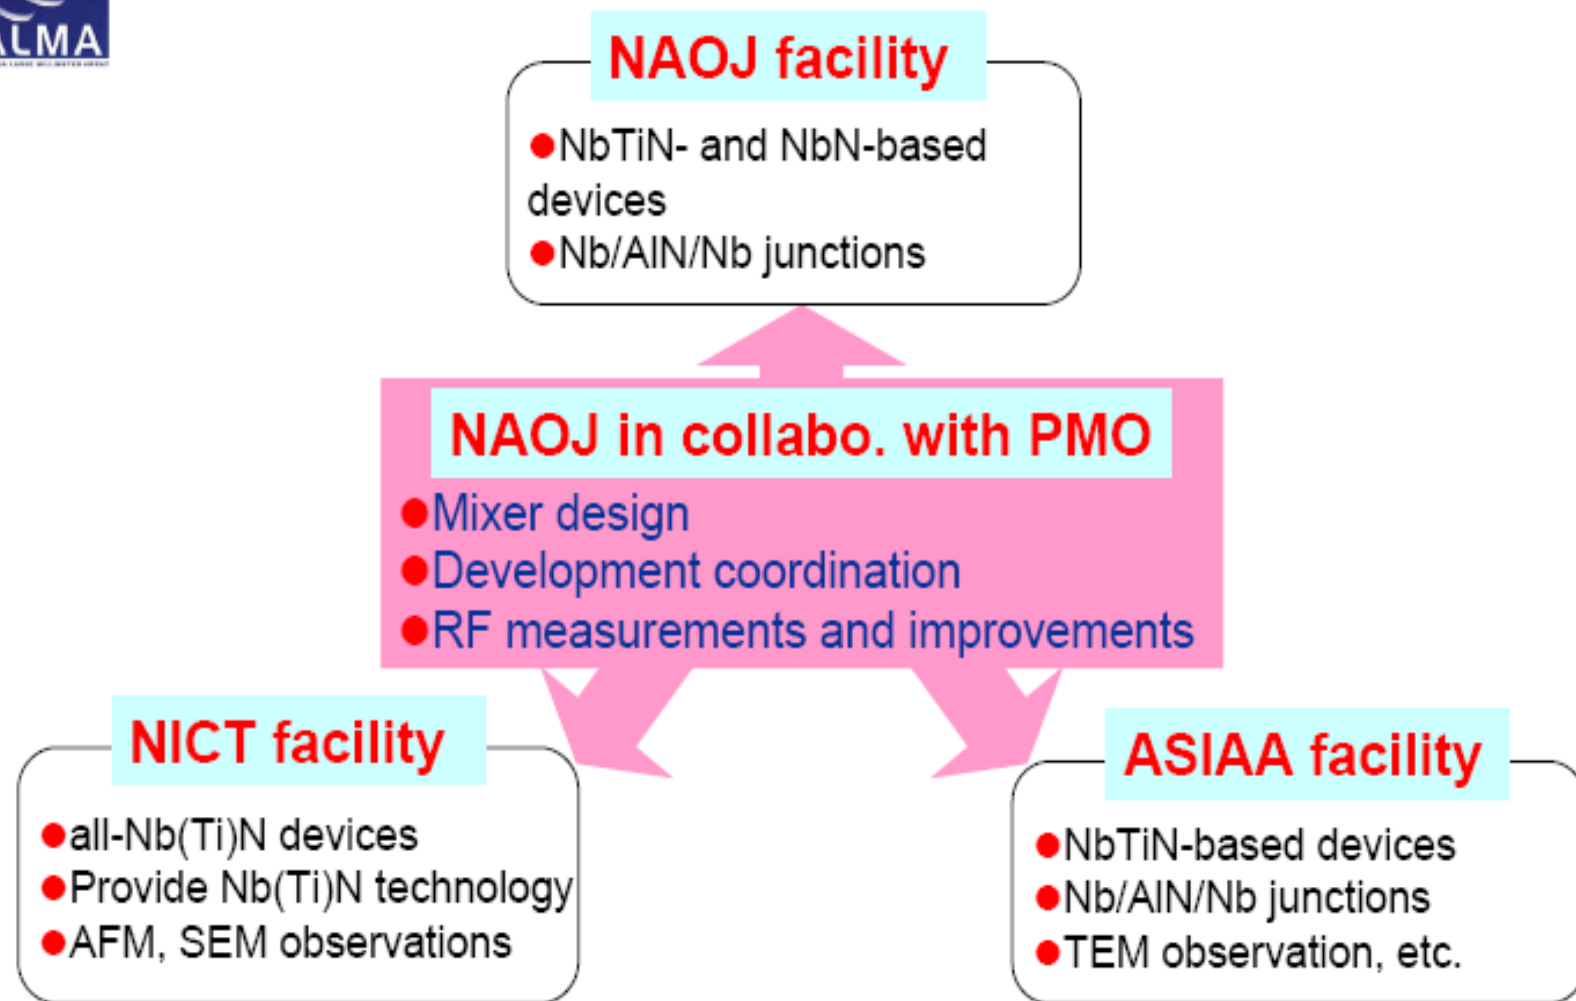 ALMA
NAOJ facility
●NbTiN- and NbN-based
devices
●Nb/AlN/Nb junctions
NAOJ in collabo. with PMO
●Mixer design
●Development coordination
●RF measurements and improvements
NICT facility
●all-Nb(Ti)N devices
●Provide Nb(Ti)N technology
●AFM, SEM observations
ASIAA facility
●NbTiN-based devices
●Nb/AlN/Nb junctions
●TEM observation, etc.